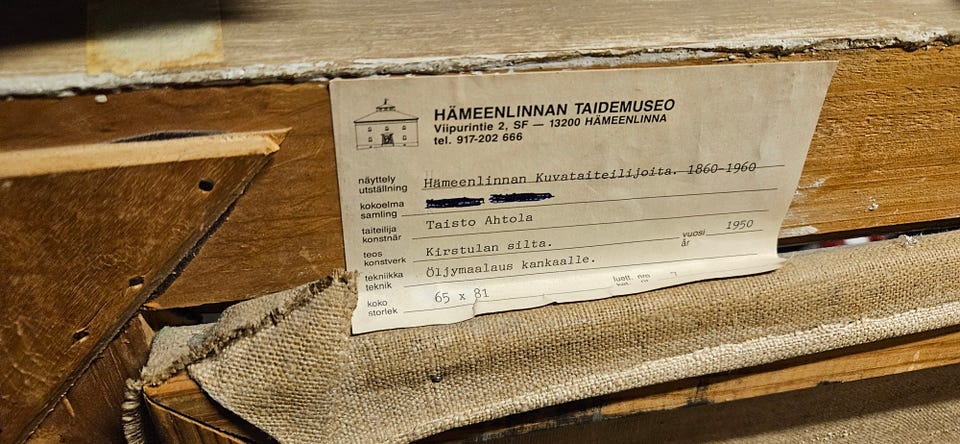 HÄMEENLINNAN TAIDEMUSEO
Viipurintie 2, SF — 13200 HÄMEENLINNA
tel. 917-202 666
näyttely Hämeenlinnan Kuvataiteilijoita. 1860-1960
utställning
kokoelma
samling
taiteilija Taisto Ahtola
konstnär
teos Kirstulan silta. vuosi 1950
konstverk år
tekniikka Öljymaalaus kankaalle.
teknik
koko 65 x 81 luett. nro
storlek